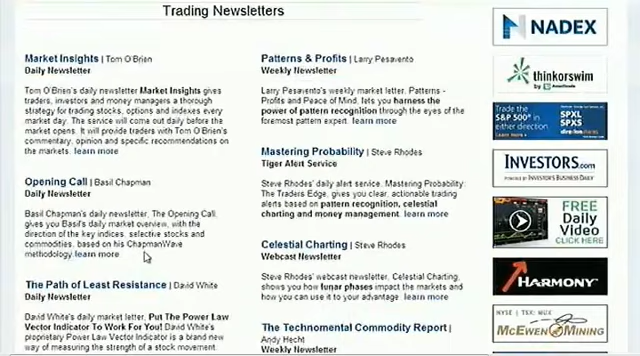 Trading Newsletters
Market Insights | Tom O'Brien
Daily Newsletter
Tom O'Brien's daily newsletter Market Insights gives
traders, investors and money managers a thorough
strategy for trading stocks, options and indexes every
market day. The service will come out daily before the
market opens. It will provide traders with Tom O'Brien's
commentary, opinion and specific recommendations on
the markets. learn more
Opening Call | Basil Chapman
Daily Newsletter
Basil Chapman's daily newsletter, The Opening Call,
gives you Basil's daily market overview, with the
direction of the key indices, selective stocks and
commodities, based on his ChapmanWave
methodology.learn more
The Path of Least Resistance | David White
Daily Newsletter
David White's daily market letter, Put The Power Law
Vector Indicator To Work For You! David White's
proprietary Power Law Vector Indicator is a brand new
way of measuring the strength of a stock movement.
Patterns & Profits | Larry Pesavento
Weekly Newsletter
Larry Pesavento's weekly market letter, Patterns -
Profits and Peace of Mind, lets you harness the
power of pattern recognition through the eyes of the
foremost pattern expert. learn more
Mastering Probability | Steve Rhodes
Tiger Alert Service
Steve Rhodes' daily alert service, Mastering Probability:
The Traders Edge, gives you clear, actionable trading
alerts based on pattern recognition, celestial
charting and money management. learn more
Celestial Charting | Steve Rhodes
Webcast Newsletter
Steve Rhodes' webcast newsletter, Celestial Charting,
shows you how lunar phases impact the markets and
how you can use it to your advantage. learn more
The Technomental Commodity Report |
Andy Hecht
Weekly Newsletter
NADEX
thinkorswim
by Ameritrade
Trade the
S&P 500®
in either
direction
SPXL
SPXS
INVESTORS.com
POWERED BY INVESTOR'S BUSINESS DAILY
FREE
Daily
Video
CLICK HERE
HARMONY
NYSE | TSX: MUX
MCEWEN MINING